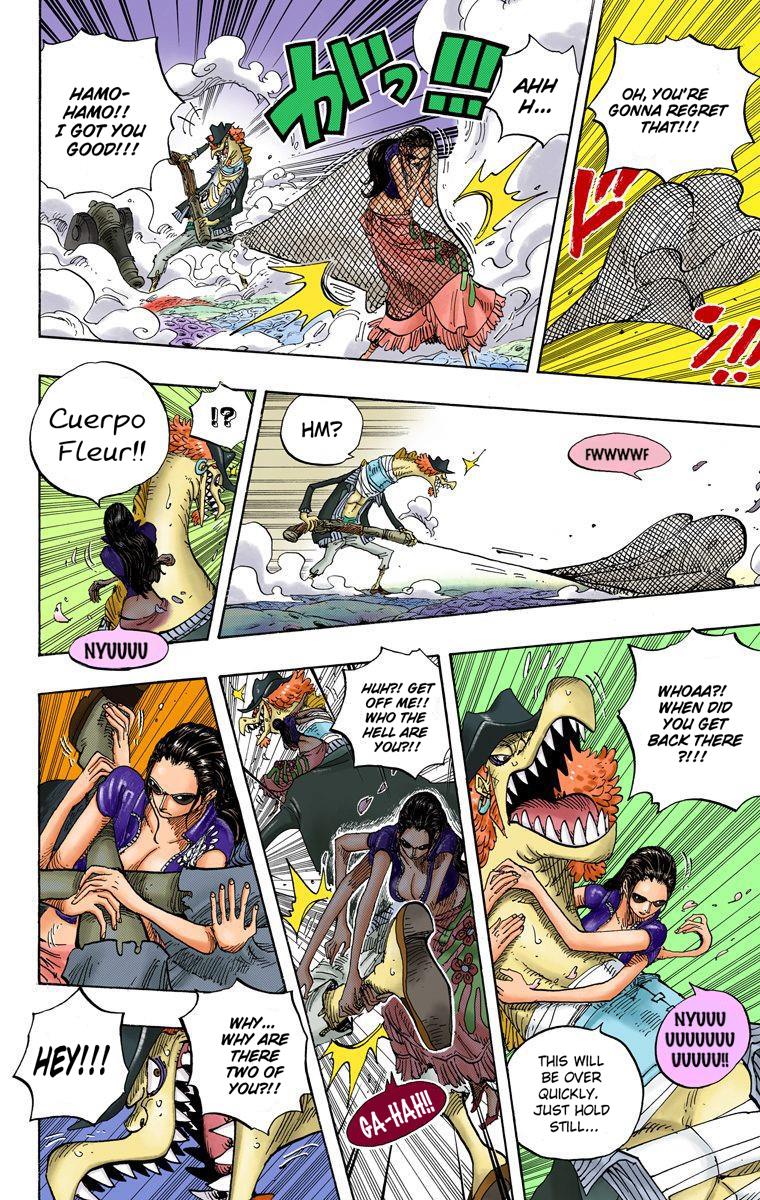 OH, YOU'RE
GONNA REGRET
THAT!!!
ドッ!!!
AHH
H...
がっ!!!
HAMO-
HAMO!!
I GOT YOU
GOOD!!!
FWWWWF
HM?
!?
Cuerpo
Fleur!!
NYUUUU
WHOAA?!
WHEN DID
YOU GET
BACK THERE
?!!!
NYUUU
UUUUUUU
UUUUU!!
THIS WILL
BE OVER
QUICKLY.
JUST HOLD
STILL...
HUH?! GET
OFF ME!!
WHO THE
HELL ARE
YOU?!!
GA-HAH!!
WHY...
WHY ARE
THERE
TWO OF
YOU?!!
HEY!!!